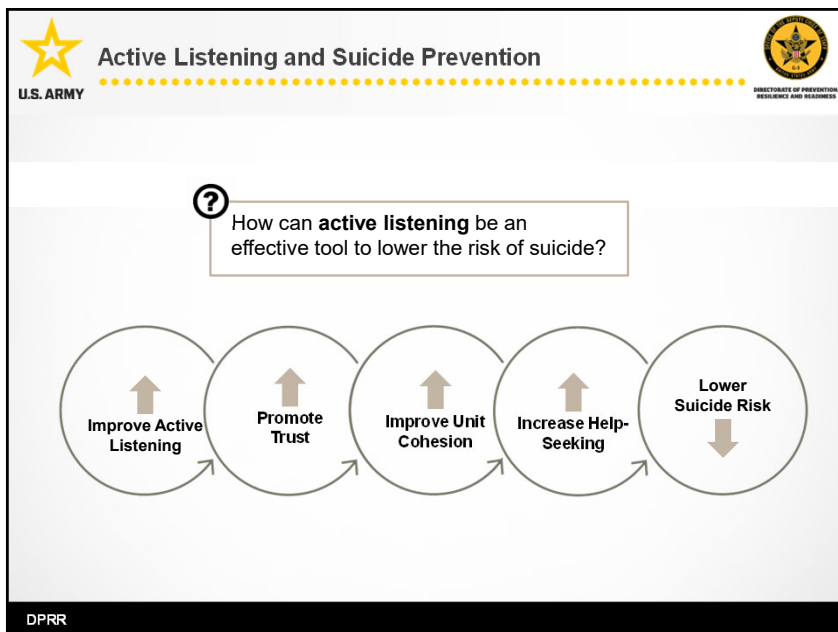 Active Listening and Suicide Prevention
U.S. ARMY
DIRECTORATE OF PREVENTION,
RESILIENCE AND READINESS
?
How can active listening be an
effective tool to lower the risk of suicide?
Improve Active
Listening
Promote
Trust
Improve Unit
Cohesion
Increase Help-
Seeking
Lower
Suicide Risk
DPRR